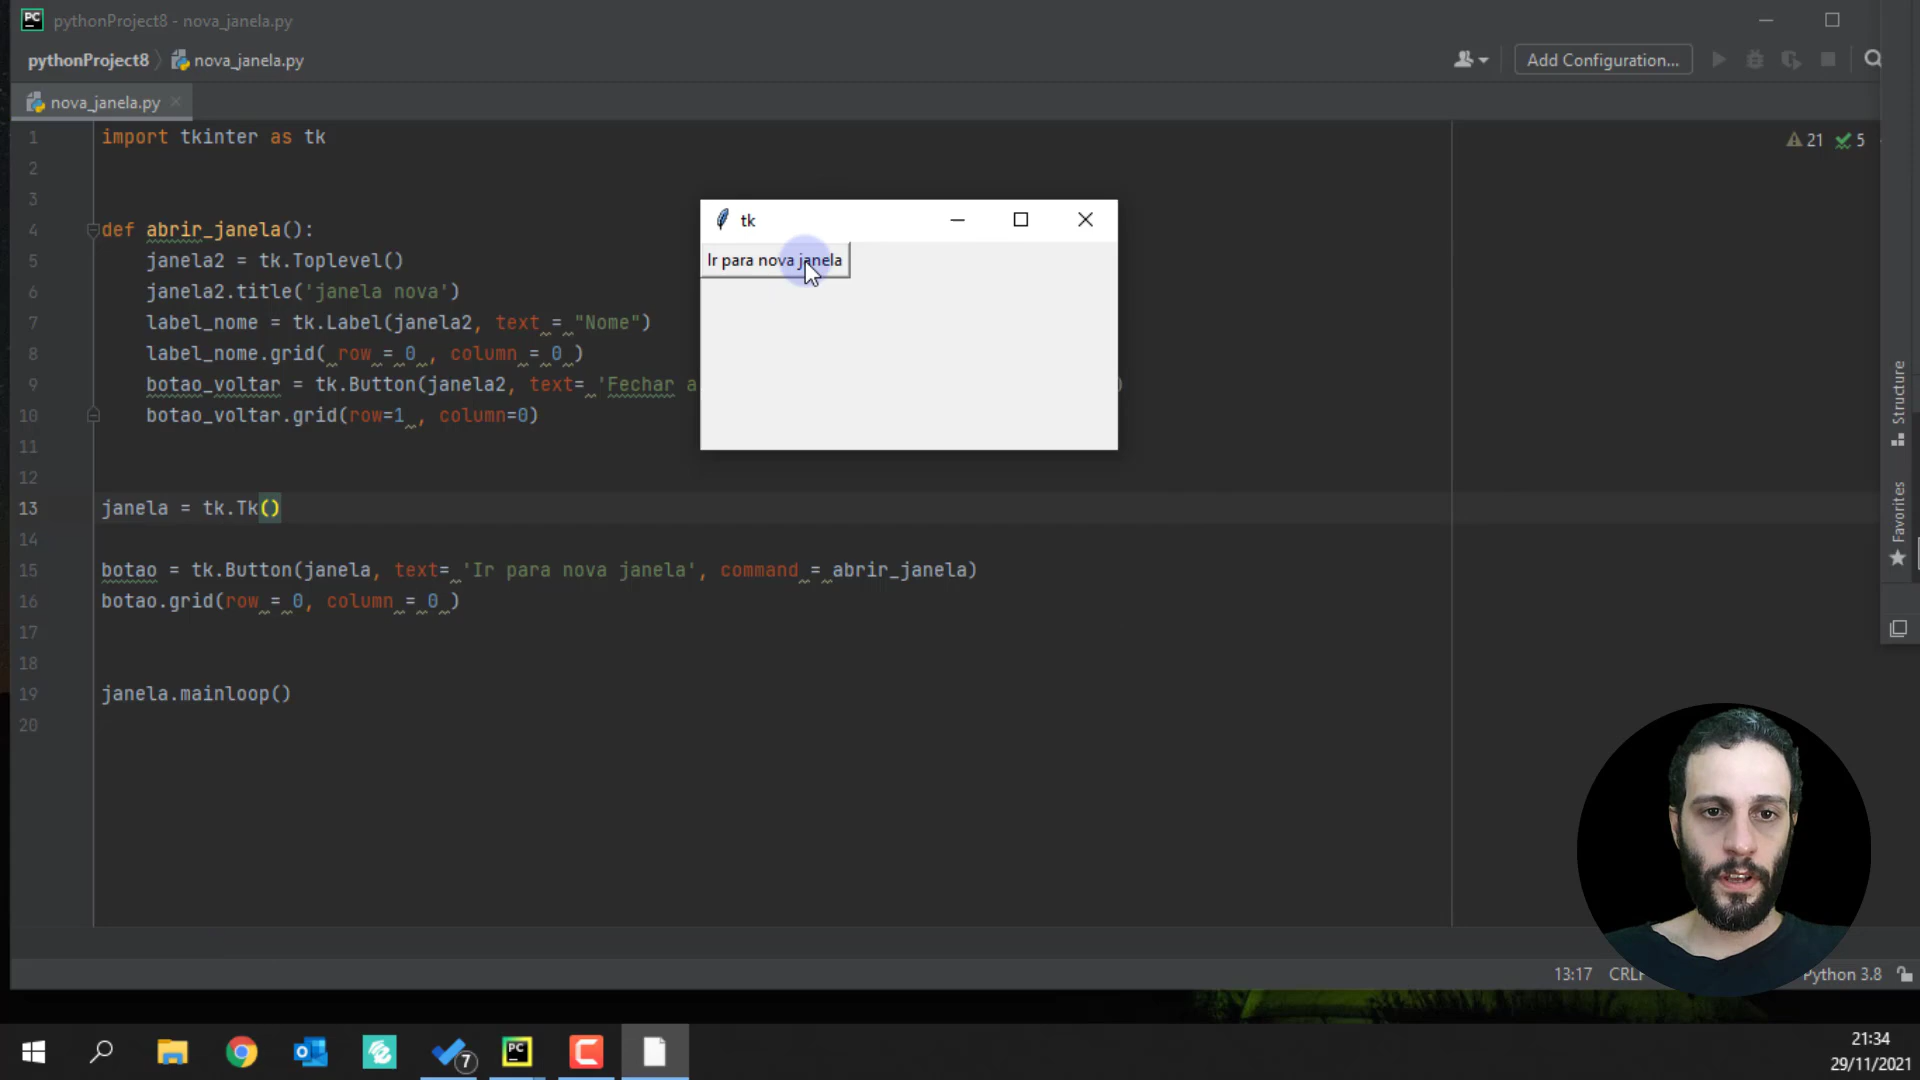 pythonProject8 - nova_janela.py
pythonProject8
nova_janela.py
Add Configuration...
nova_janela.py
21
5
1 import tkinter as tk
2
3
4 def abrir_janela():
5 janela2 = tk.Toplevel()
6 janela2.title('janela nova')
7 label_nome = tk.Label(janela2, text = "Nome")
8 label_nome.grid( row = 0 , column = 0 )
9 botao_voltar = tk.Button(janela2, text= 'Fechar a )
10 botao_voltar.grid(row=1 , column=0)
11
12
13 janela = tk.Tk()
14
15 botao = tk.Button(janela, text= 'Ir para nova janela', command = abrir_janela)
16 botao.grid(row = 0, column = 0 )
17
18
19 janela.mainloop()
20
tk
Ir para nova janela
Structure
Favorites
13:17
CRLF
Python 3.8
PC
PC
7
21:34
29/11/2021